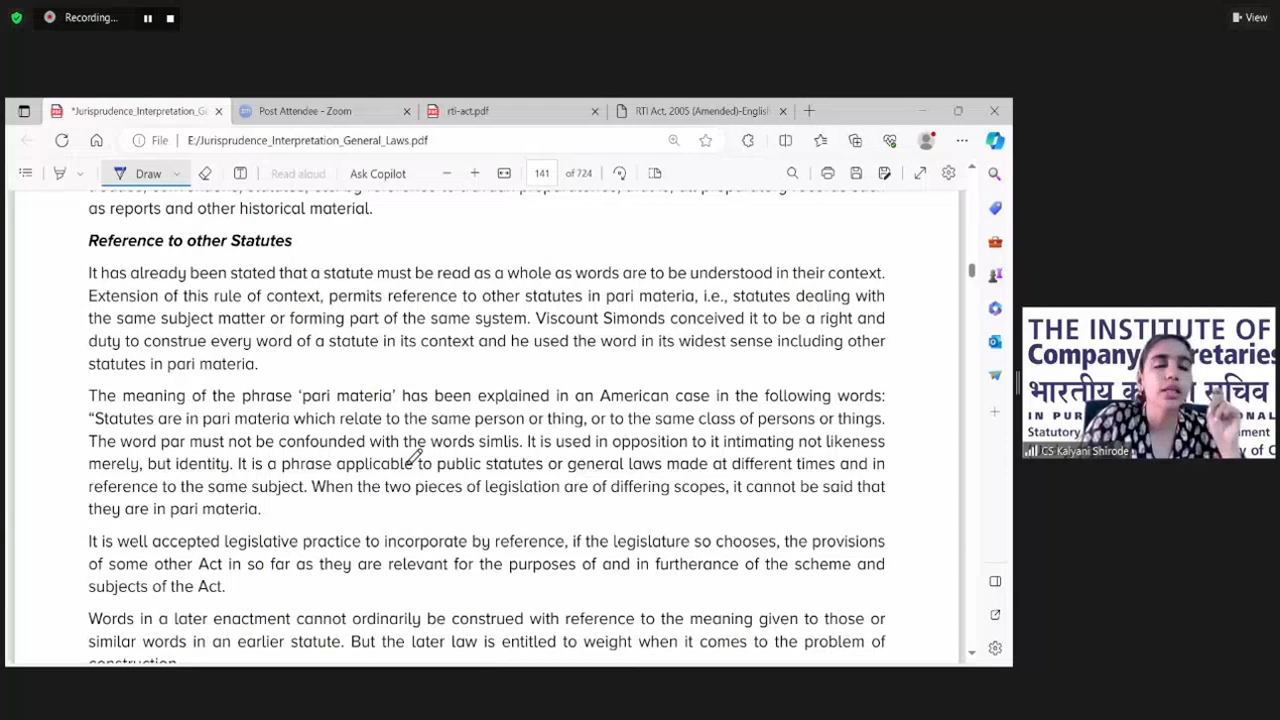 Recording...
View
*Jurisprudence_Interpretation_Ge
Post Attendee - Zoom
rti-act.pdf
RTI Act, 2005 (Amended)-English
File
E:/Jurisprudence_Interpretation_General_Laws.pdf
Draw
Read aloud
Ask Copilot
141
of 724
as reports and other historical material.
Reference to other Statutes
It has already been stated that a statute must be read as a whole as words are to be understood in their context.
Extension of this rule of context, permits reference to other statutes in pari materia, i.e., statutes dealing with
the same subject matter or forming part of the same system. Viscount Simonds conceived it to be a right and
duty to construe every word of a statute in its context and he used the word in its widest sense including other
statutes in pari materia.
The meaning of the phrase ‘pari materia’ has been explained in an American case in the following words:
“Statutes are in pari materia which relate to the same person or thing, or to the same class of persons or things.
The word par must not be confounded with the words simlis. It is used in opposition to it intimating not likeness
merely, but identity. It is a phrase applicable to public statutes or general laws made at different times and in
reference to the same subject. When the two pieces of legislation are of differing scopes, it cannot be said that
they are in pari materia.
It is well accepted legislative practice to incorporate by reference, if the legislature so chooses, the provisions
of some other Act in so far as they are relevant for the purposes of and in furtherance of the scheme and
subjects of the Act.
Words in a later enactment cannot ordinarily be construed with reference to the meaning given to those or
similar words in an earlier statute. But the later law is entitled to weight when it comes to the problem of
construction.
THE INSTITUTE OF
Company Secretaries
भारतीय सचिव
IN PUR
Statutory
CS Kalyani Shirode